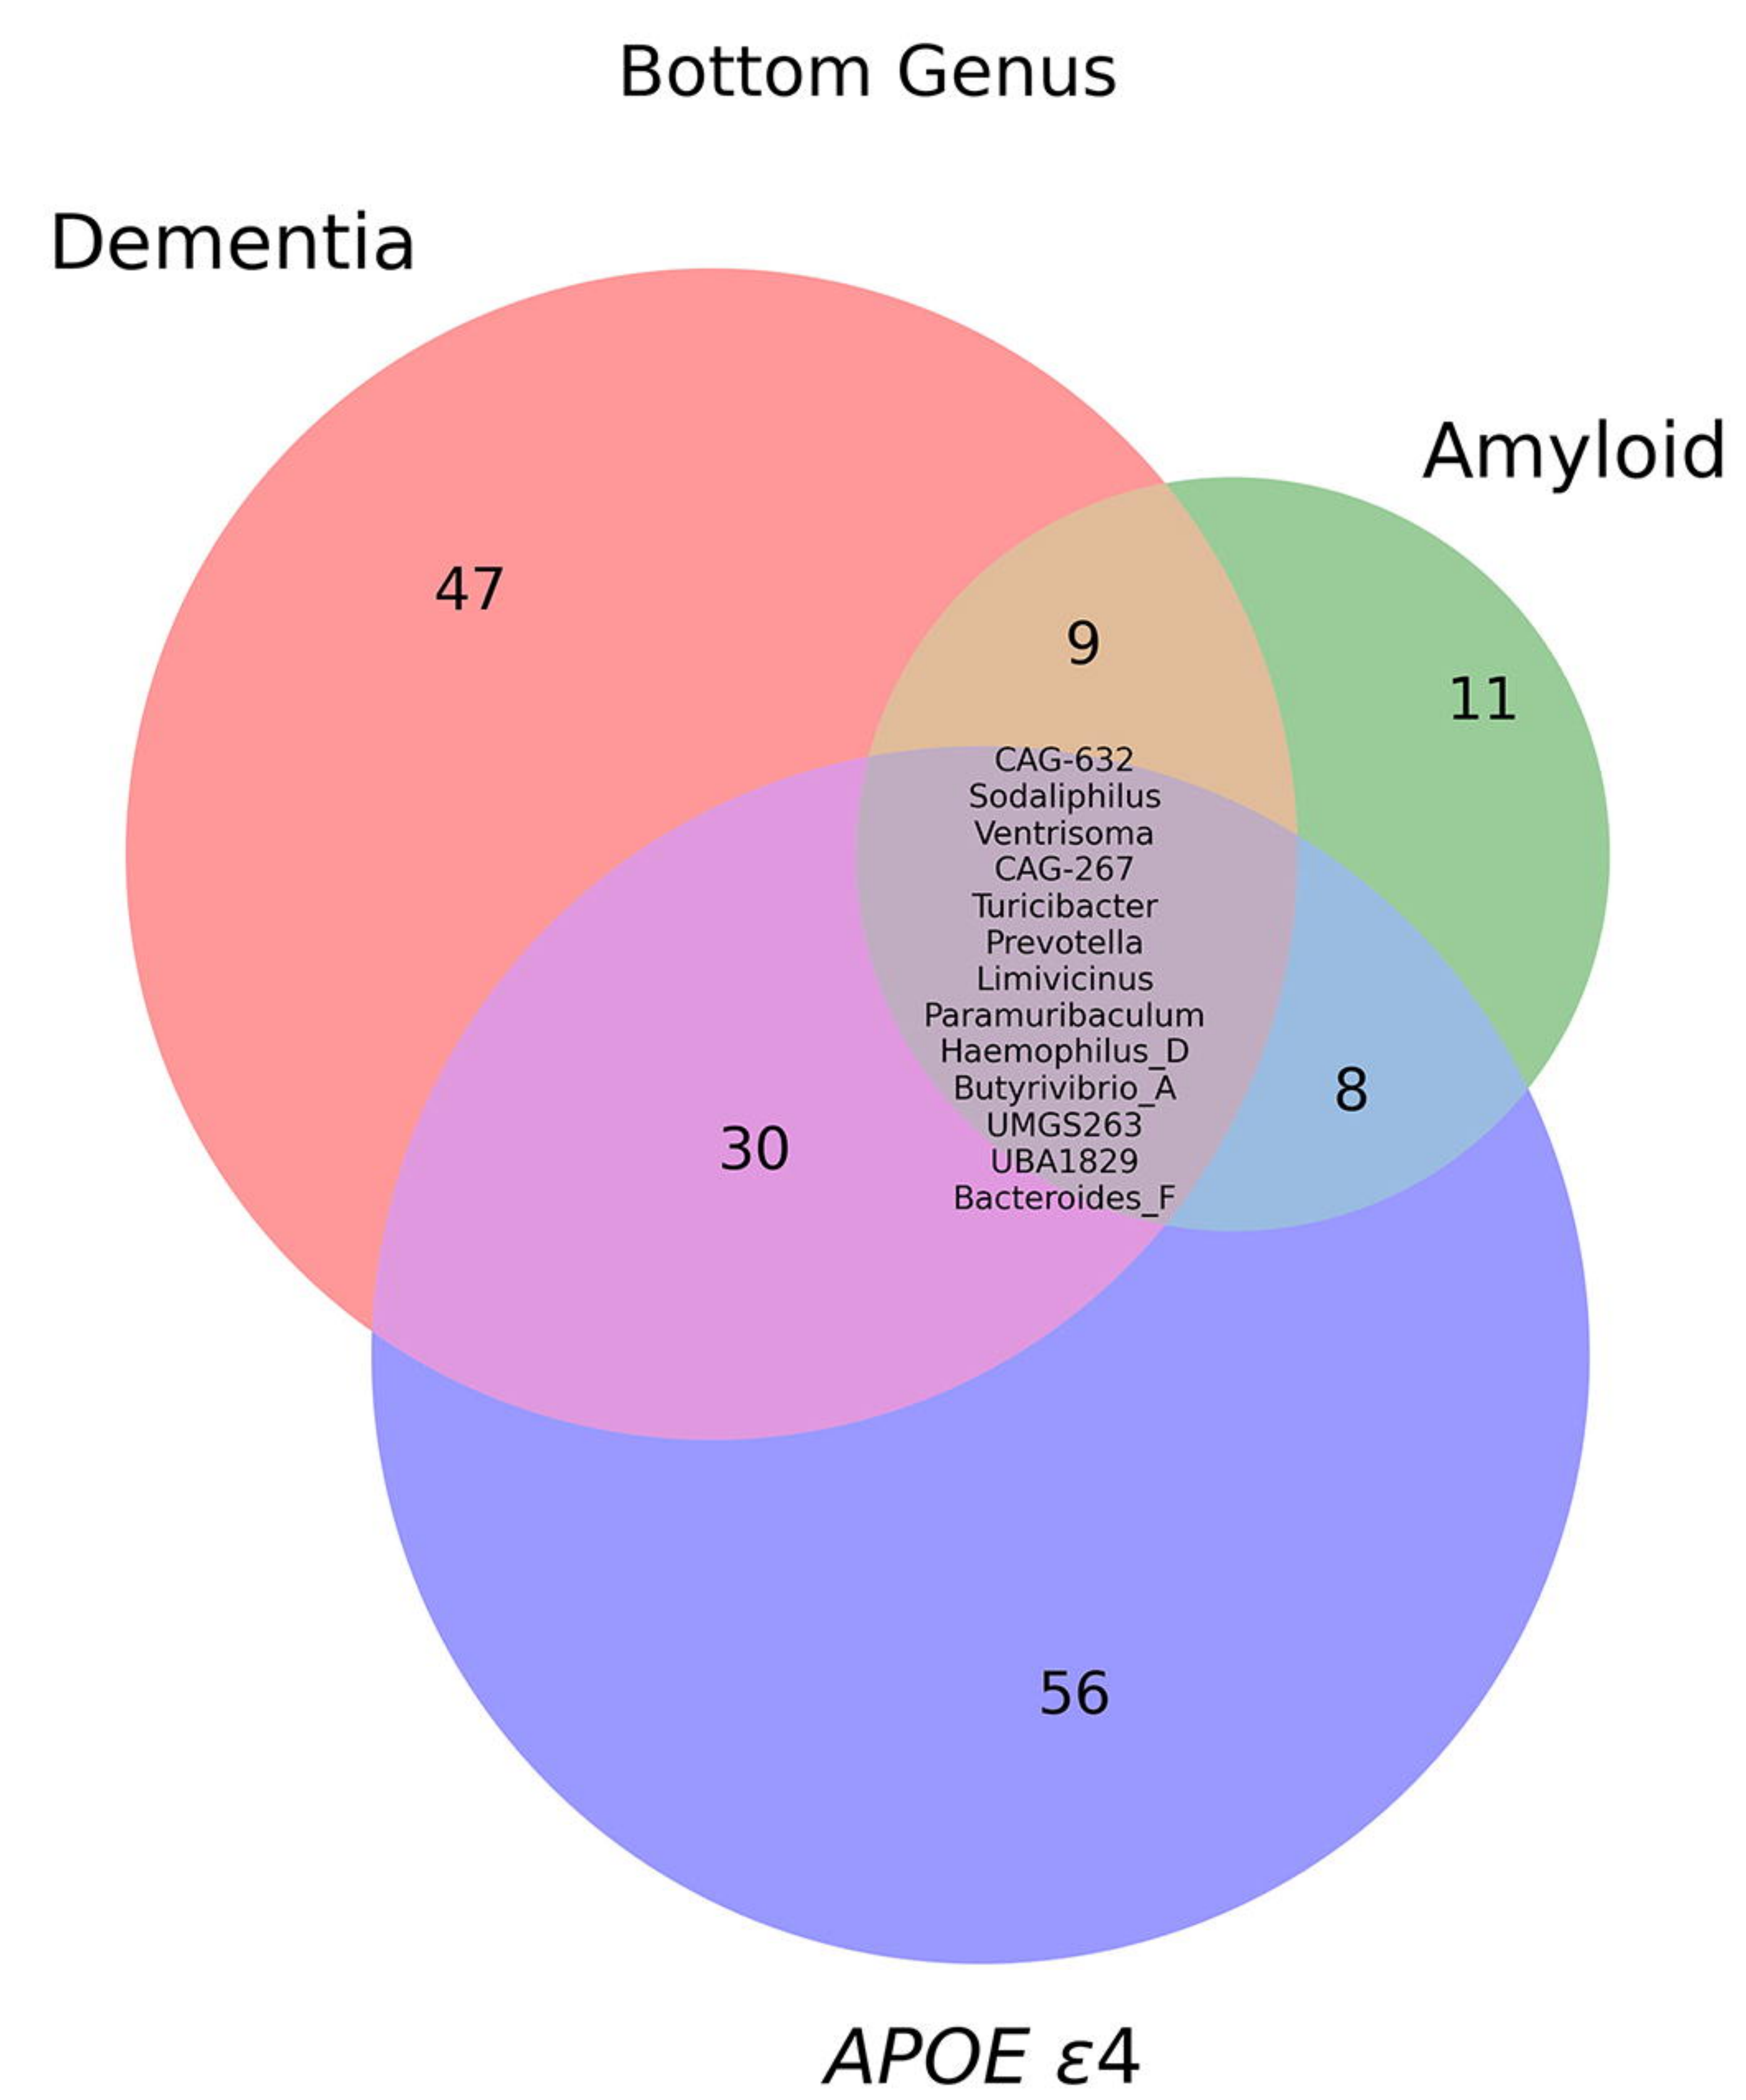 Bottom Genus
Dementia
Amyloid
47
9
11
CAG-632
Sodaliphilus
Ventrisoma
CAG-267
Turicibacter
Prevotella
Limivicinus
Paramuribaculum
Haemophilus_D
Butyrivibrio_A
UMGS263
UBA1829
Bacteroides_F
8
30
56
APOE ε4